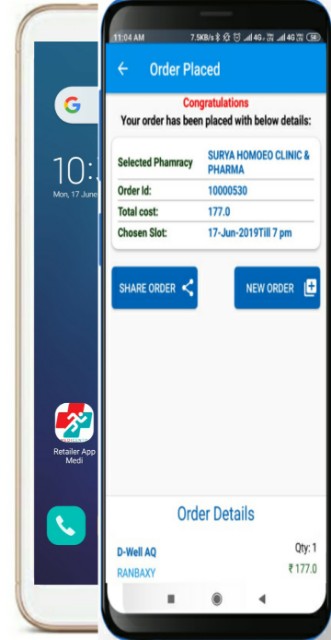 10:
Mon, 17 June
Retailer App
Medi
11:04 AM
7.5KB/s
4G
4G
Order Placed
Congratulations
Your order has been placed with below details:
Selected Phamracy
SURYA HOMOEO CLINIC &
PHARMA
Order Id:
10000530
Total cost:
177.0
Chosen Slot:
17-Jun-2019Till 7 pm
SHARE ORDER
NEW ORDER
Order Details
D-Well AQ
Qty: 1
RANBAXY
₹ 177.0